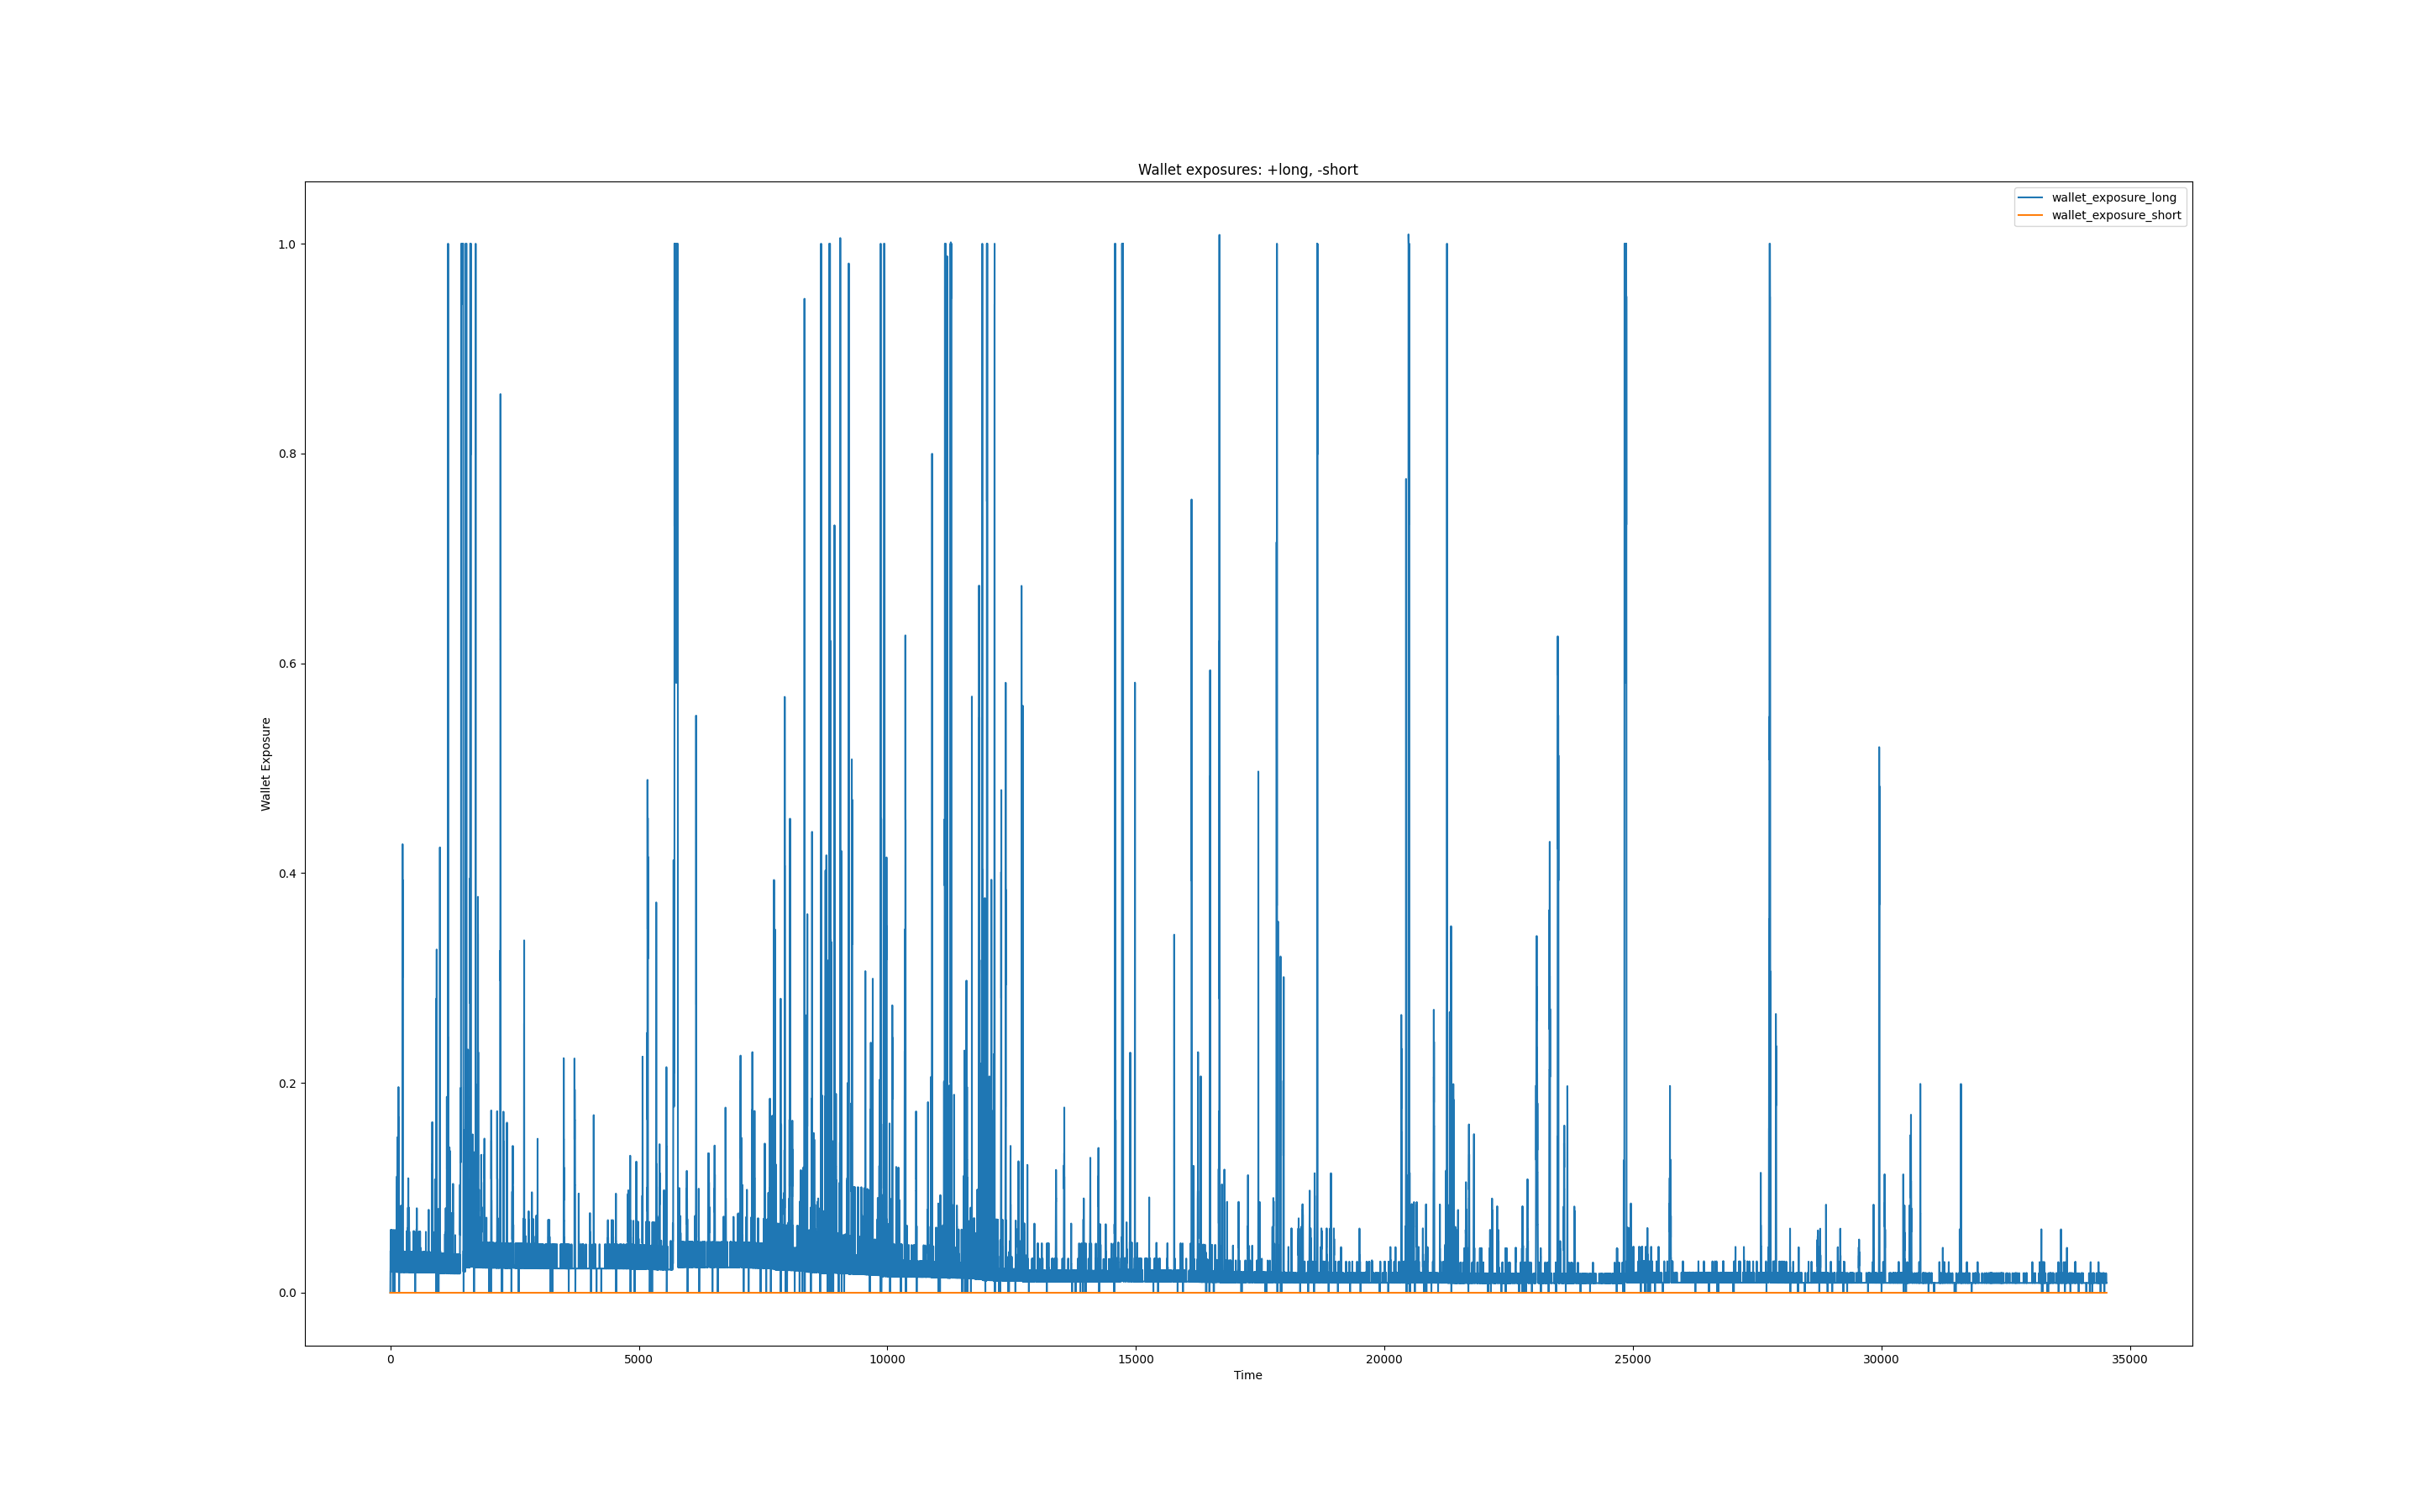 Wallet exposures: +long, -short
wallet_exposure_long
wallet_exposure_short
1.0
0.8
0.6
0.4
0.2
0.0
Wallet Exposure
0 5000 10000 15000 20000 25000 30000 35000
Time